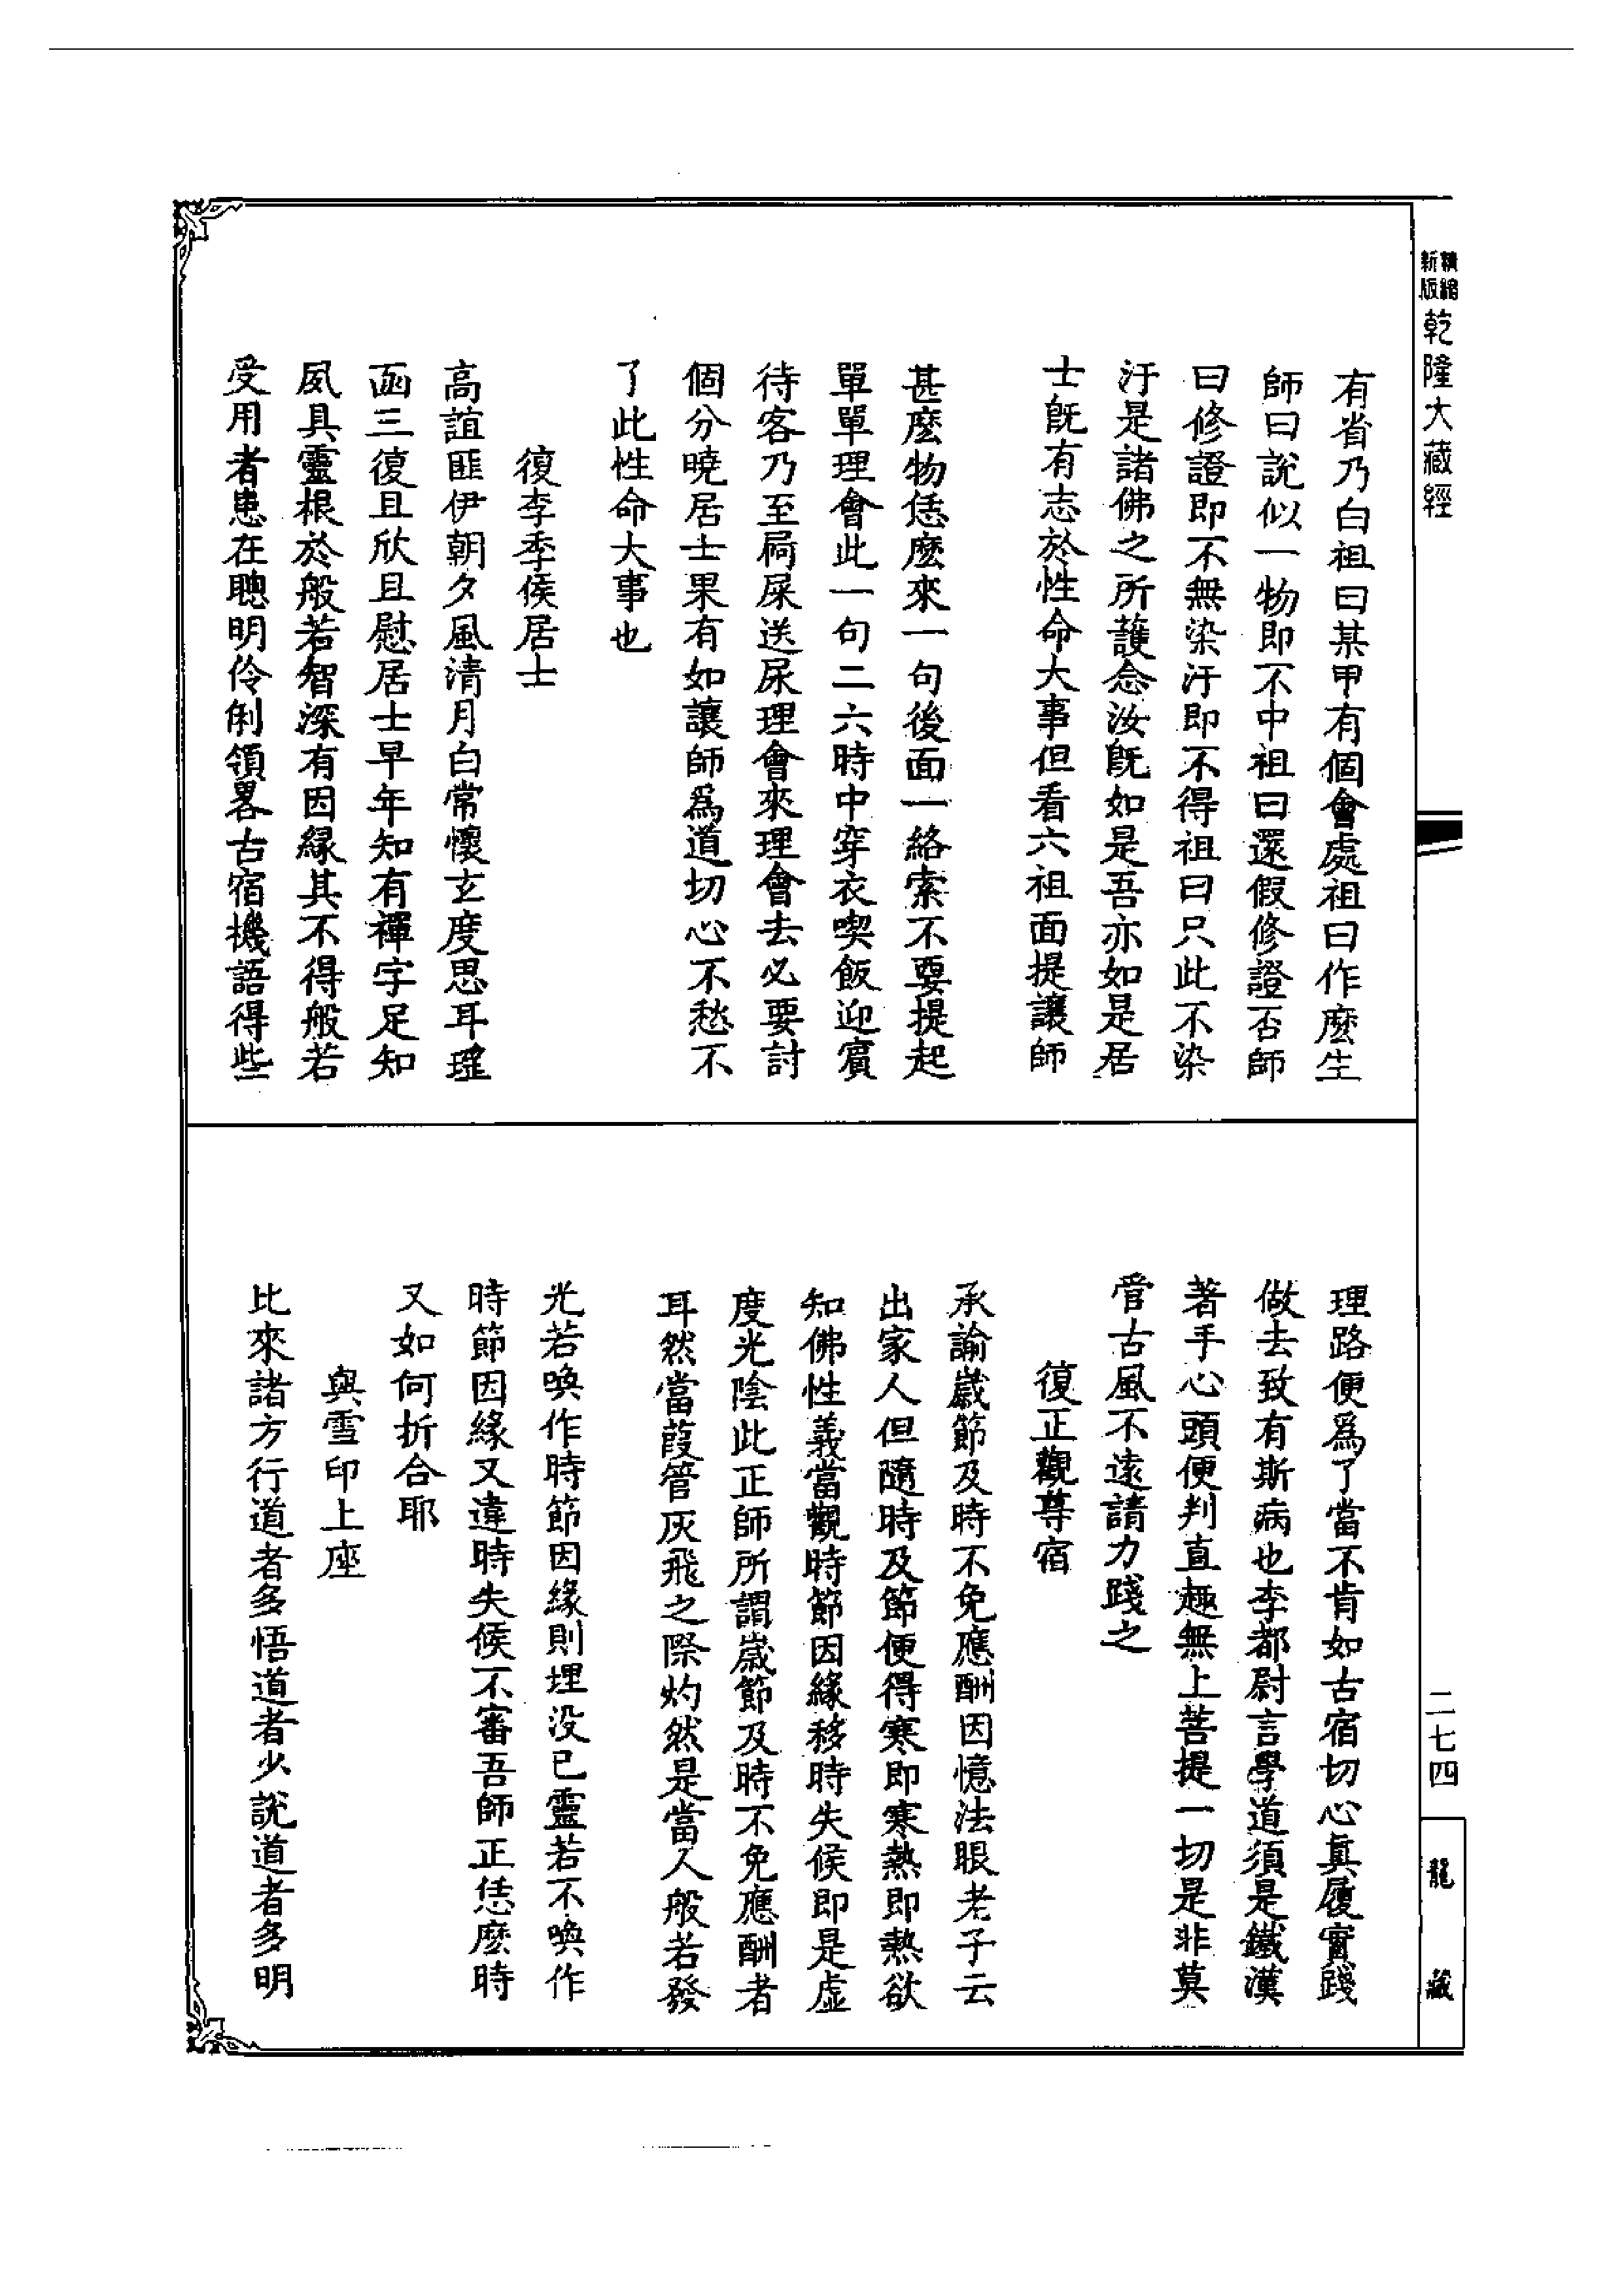 精縮
新版
乾隆大藏經
有省乃白祖曰某甲有個會處祖曰作麽生
師曰說似一物即不中祖曰還假修證否師
曰修證即不無染汙即不得祖曰只此不染
汙是諸佛之所護念汝旣如是吾亦如是居
士旣有志於性命大事但看六祖面提讓師
甚麽物恁麽來一句後面一絡索不要提起
單單理會此一句二六時中穿衣喫飯迎賓
待客乃至屙屎送尿理會來理會去必要討
個分曉居士果有如讓師爲道切心不愁不
了此性命大事也
復李季侯居士
高誼匪伊朝夕風清月白常懷玄度思耳瑤
函三復且欣且慰居士早年知有禪字足知
夙具靈根於般若智深有因緣其不得般若
受用者患在聰明伶俐領畧古宿機語得些
理路便爲了當不肯如古宿切心眞履實踐
做去致有斯病也李都尉言學道須是鐵漢
著手心頭便判直趣無上菩提一切是非莫
管古風不遠請力踐之
復正觀尊宿
承諭歲節及時不免應酬因憶法眼老子云
出家人但隨時及節便得寒即寒熱即熱欲
知佛性義當觀時節因緣移時失候即是虛
度光陰此正師所謂歲節及時不免應酬者
耳然當葭管灰飛之際灼然是當人般若發
光若喚作時節因緣則埋沒已靈若不喚作
時節因緣又違時失候不審吾師正恁麽時
又如何折合耶
與雪印上座
比來諸方行道者多悟道者少說道者多明
二七四
龍藏